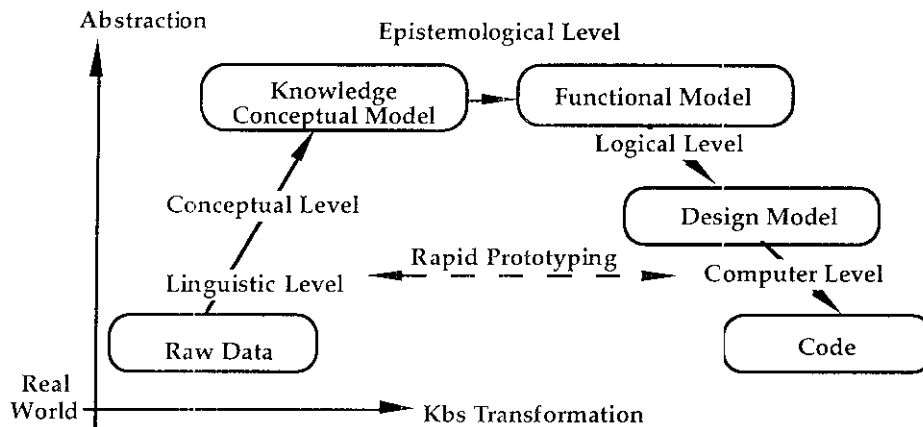 Abstraction
Epistemological Level
Knowledge
Conceptual Model
Functional Model
Logical Level
Conceptual Level
Design Model
Rapid Prototyping
Linguistic Level
Computer Level
Raw Data
Code
Real
World
Kbs Transformation